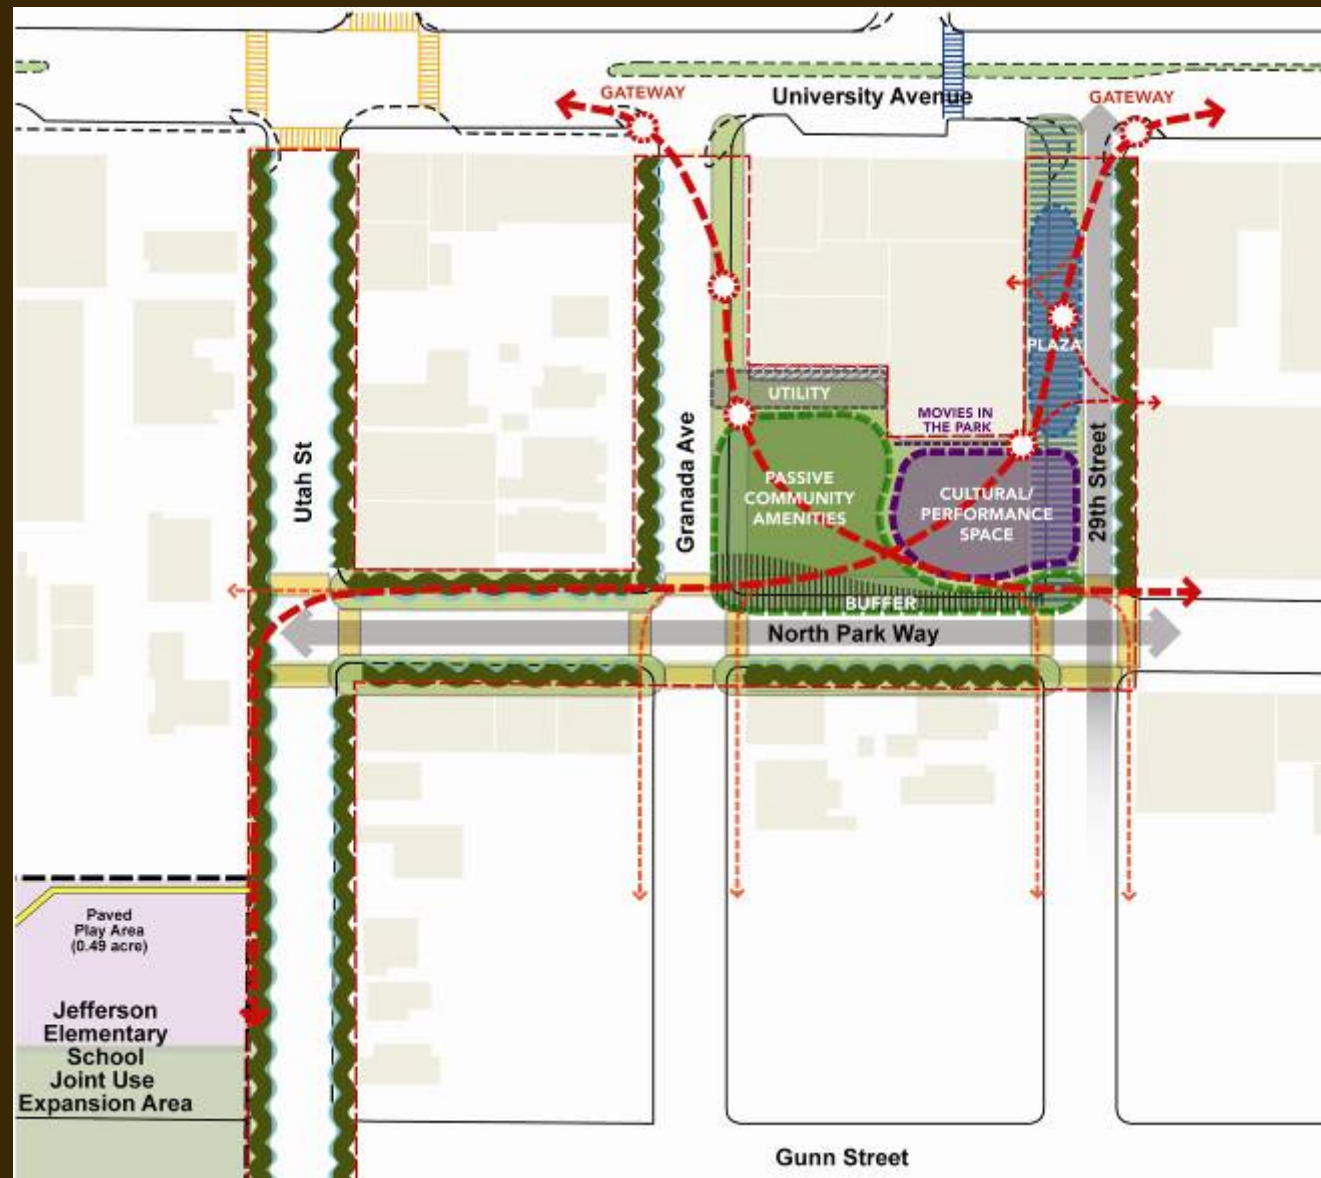 GATEWAY
University Avenue
GATEWAY
PLAZA
UTILITY
MOVIES IN
THE PARK
Utah St
Granada Ave
29th Street
PASSIVE
COMMUNITY
AMENITIES
CULTURAL/
PERFORMANCE
SPACE
BUFFER
North Park Way
Paved
Play Area
(0.49 acre)
Jefferson
Elementary
School
Joint Use
Expansion Area
Gunn Street